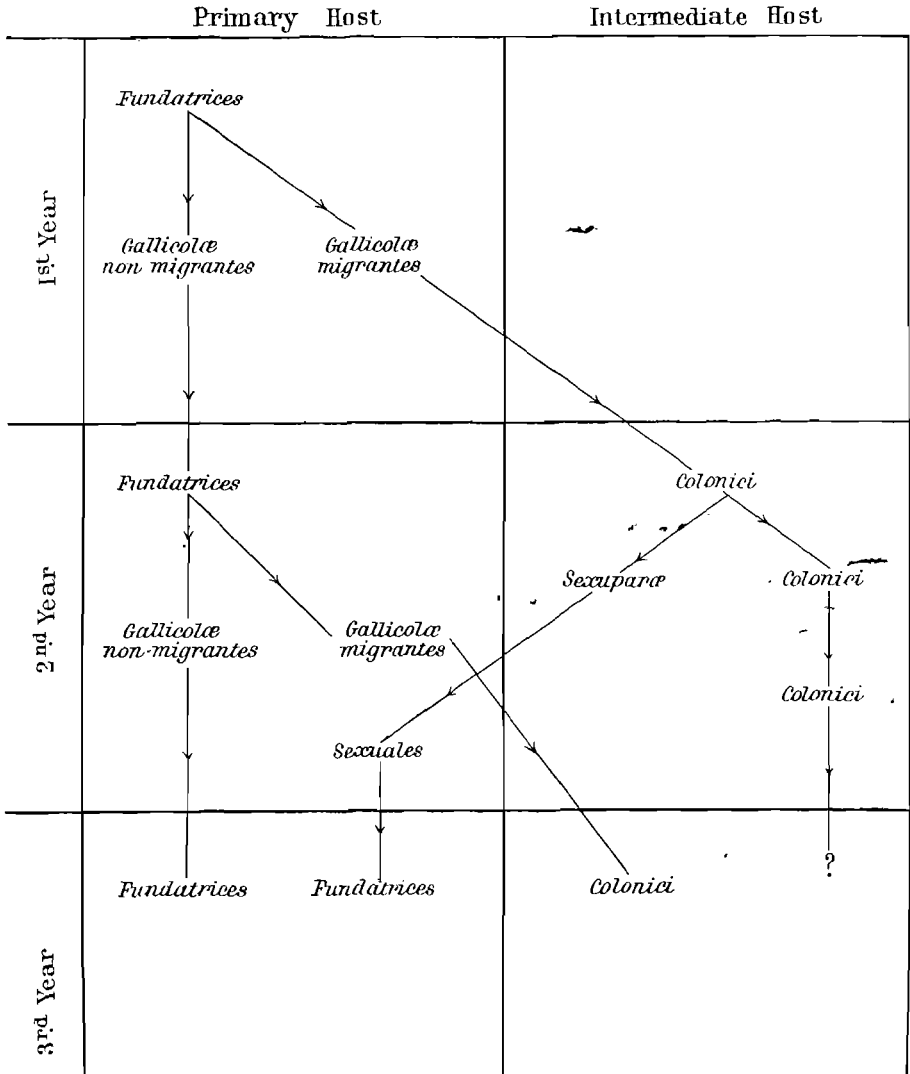 Primary Host
Intermediate Host
1st Year
Fundatrices
Gallicolæ
non migrantes
Gallicolæ
migrantes
2nd Year
Fundatrices
Colonici
Sexuparæ
Colonici
Gallicolæ
non-migrantes
Gallicolæ
migrantes
Colonici
Sexuales
3rd Year
Fundatrices
Fundatrices
Colonici
?